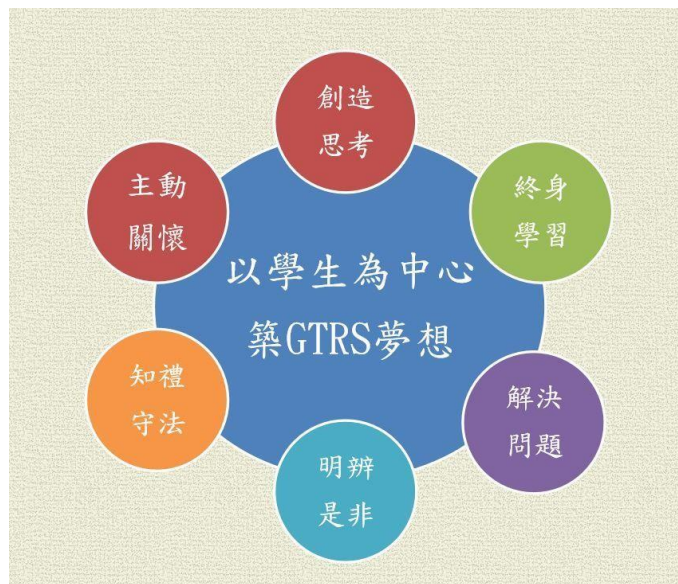 創造
思考
終身
學習
解決
問題
明辨
是非
知禮
守法
主動
關懷
以學生為中心
築GTRS夢想